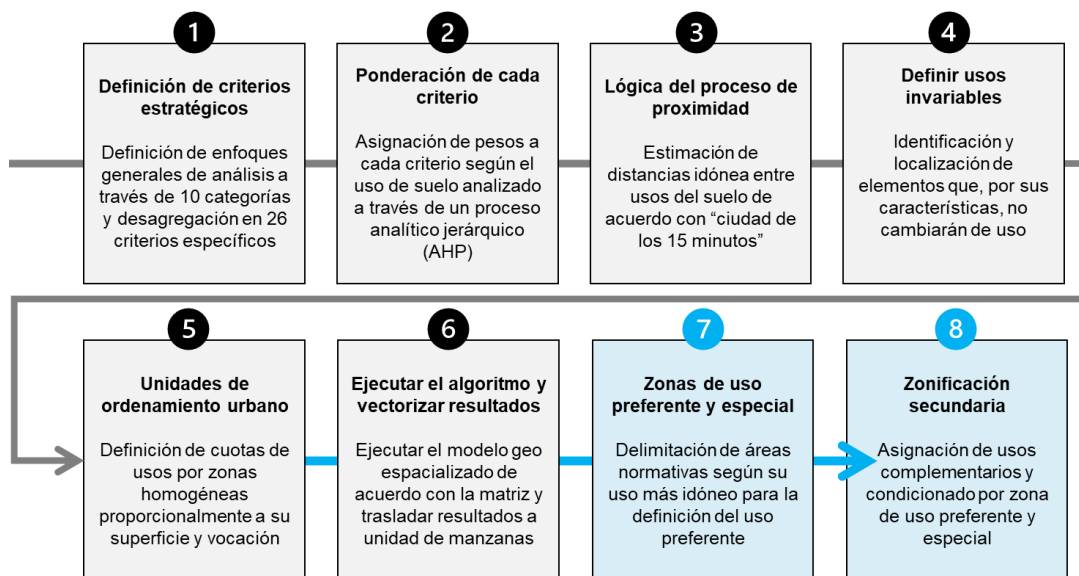 1
Definición de criterios
estratégicos
Definición de enfoques
generales de análisis a
través de 10 categorías
y desagregación en 26
criterios específicos
2
Ponderación de cada
criterio
Asignación de pesos a
cada criterio según el
uso de suelo analizado
a través de un proceso
analítico jerárquico
(AHP)
3
Lógica del proceso de
proximidad
Estimación de
distancias idónea entre
usos del suelo de
acuerdo con “ciudad de
los 15 minutos”
4
Definir usos
invariables
Identificación y
localización de
elementos que, por sus
características, no
cambiarán de uso
5
Unidades de
ordenamiento urbano
Definición de cuotas de
usos por zonas
homogéneas
proporcionalmente a su
superficie y vocación
6
Ejecutar el algoritmo y
vectorizar resultados
Ejecutar el modelo geo
espacializado de
acuerdo con la matriz y
trasladar resultados a
unidad de manzanas
7
Zonas de uso
preferente y especial
Delimitación de áreas
normativas según su
uso más idóneo para la
definición del uso
preferente
8
Zonificación
secundaria
Asignación de usos
complementarios y
condicionado por zona
de uso preferente y
especial